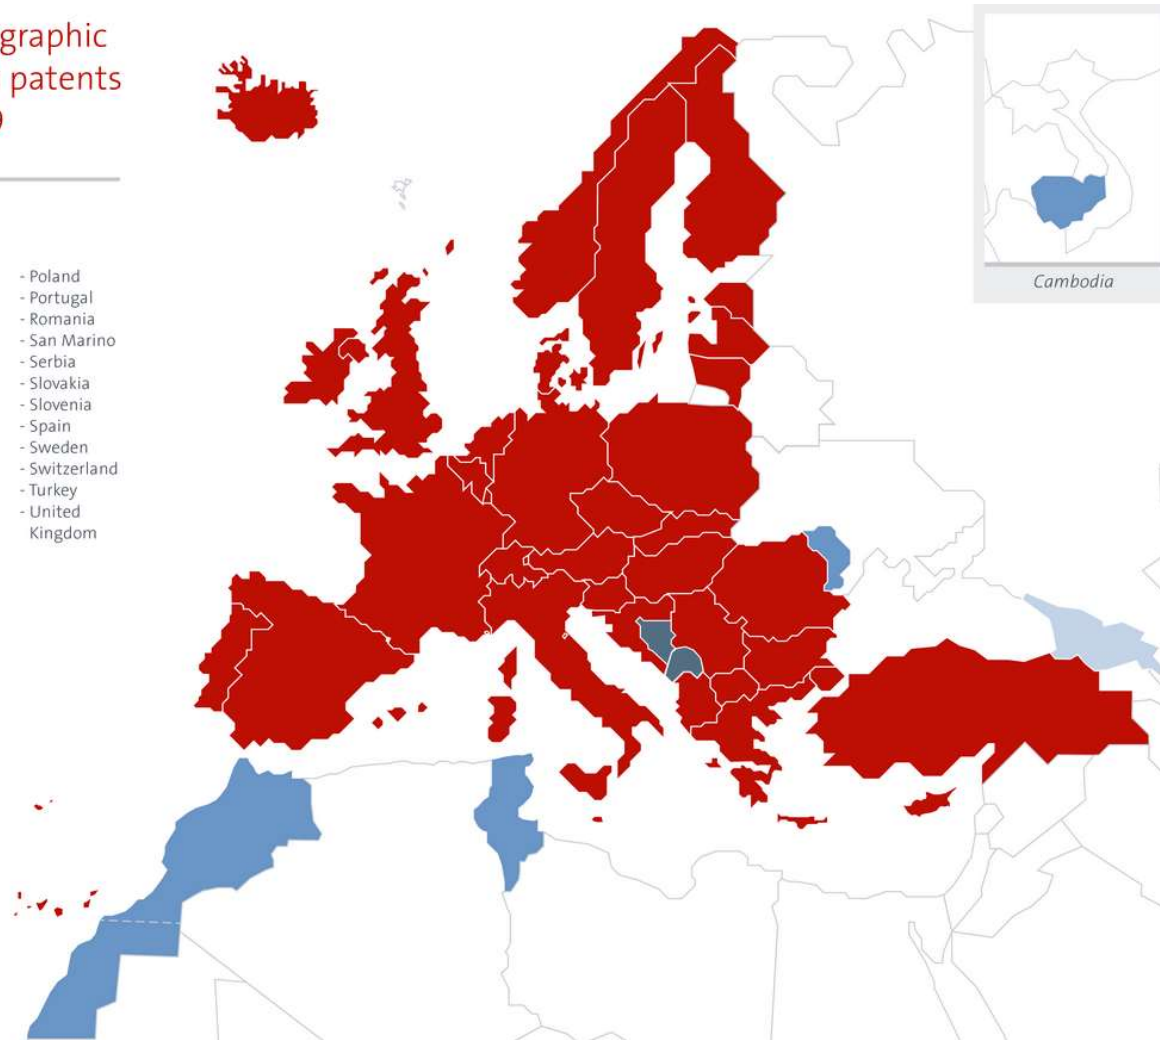 graphic
patents
- Poland
- Portugal
- Romania
- San Marino
- Serbia
- Slovakia
- Slovenia
- Spain
- Sweden
- Switzerland
- Turkey
- United
Kingdom
Cambodia